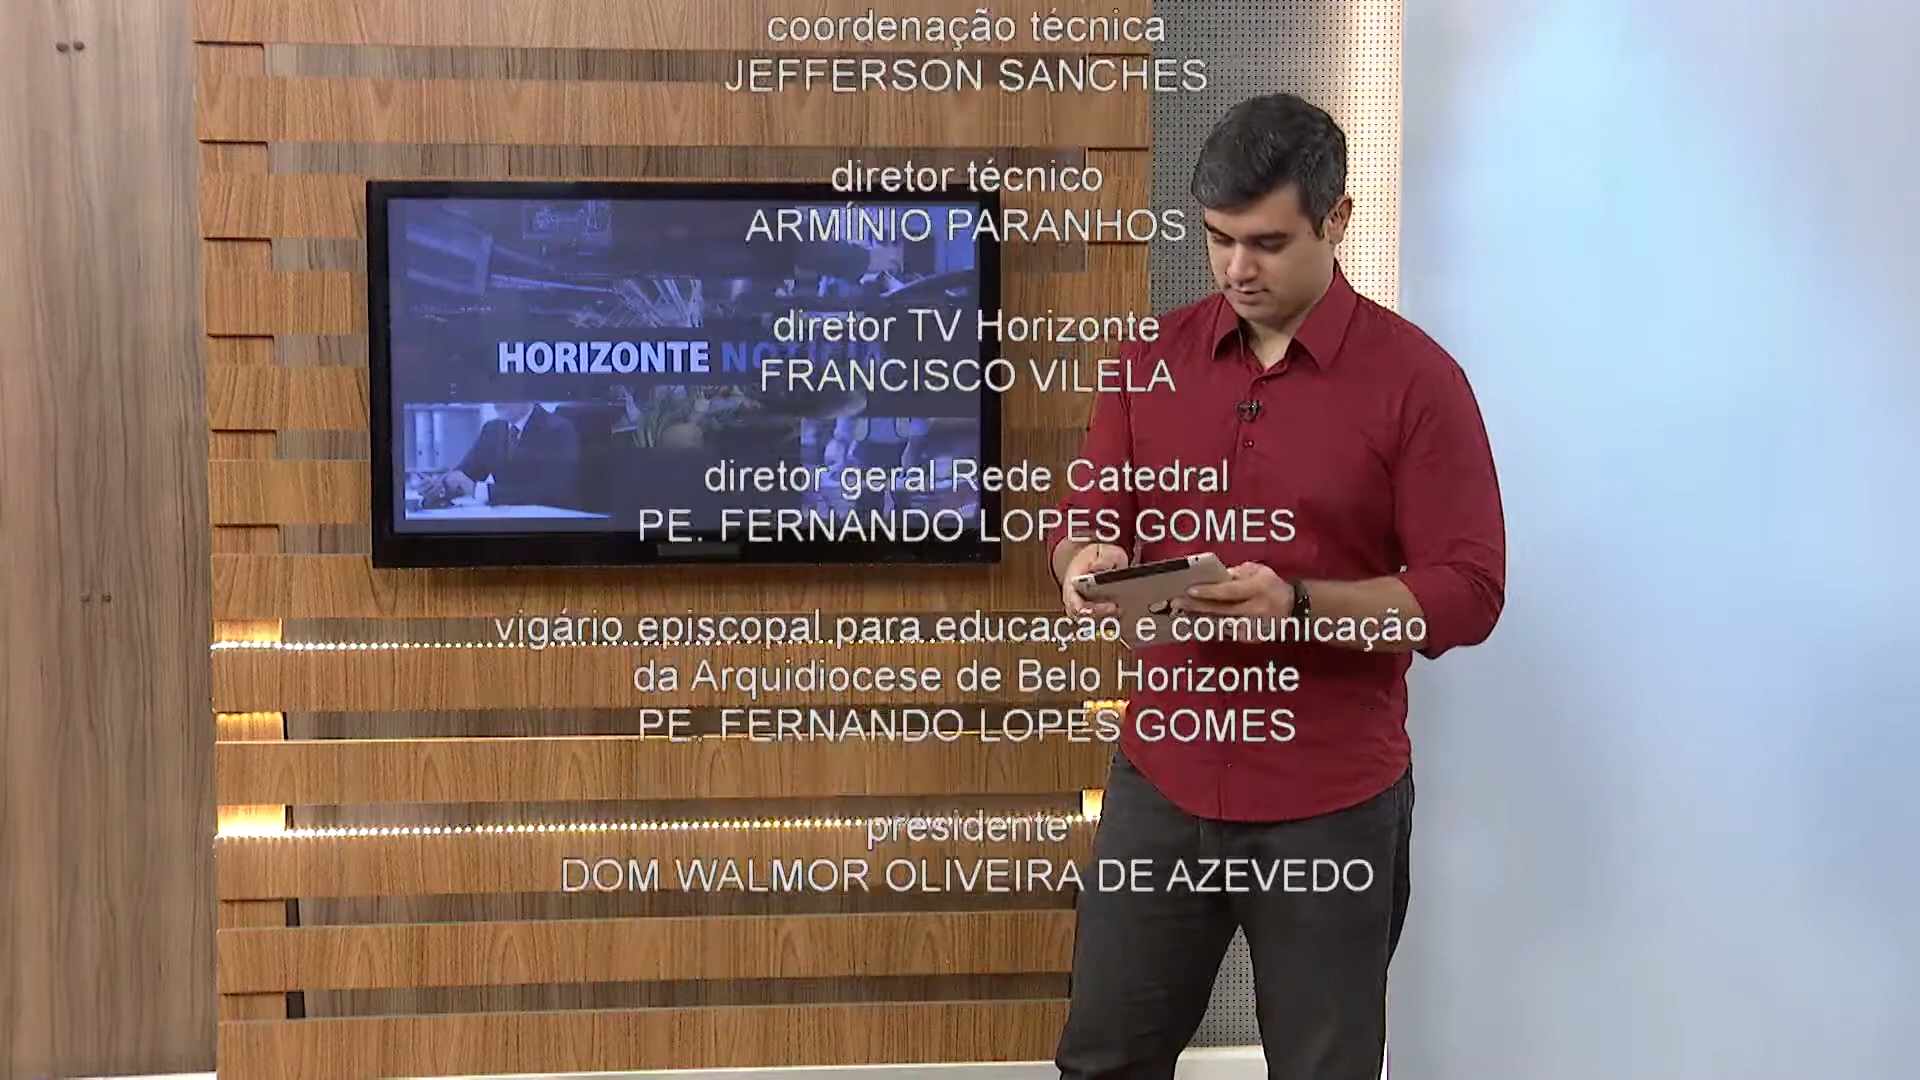 coordenação técnica
JEFFERSON SANCHES
diretor técnico
ARMÍNIO PARANHOS
diretor TV Horizonte
FRANCISCO VILELA
HORIZONTE NOTÍCIA
diretor geral Rede Catedral
PE. FERNANDO LOPES GOMES
vigário episcopal para educação e comunicação
da Arquidiocese de Belo Horizonte
PE. FERNANDO LOPES GOMES
presidente
DOM WALMOR OLIVEIRA DE AZEVEDO